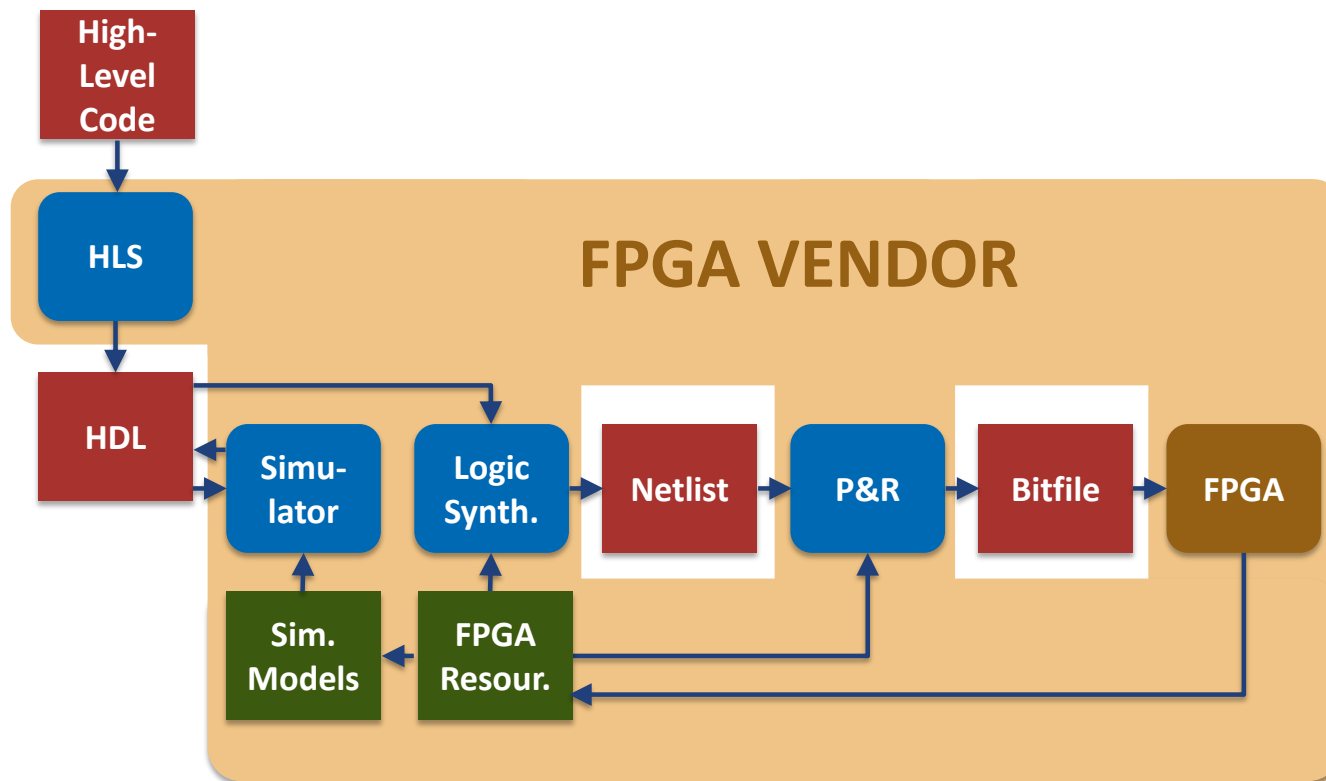 High-
Level
Code
HLS
FPGA VENDOR
HDL
Simu-
lator
Logic
Synth.
Netlist
P&R
Bitfile
FPGA
Sim.
Models
FPGA
Resour.